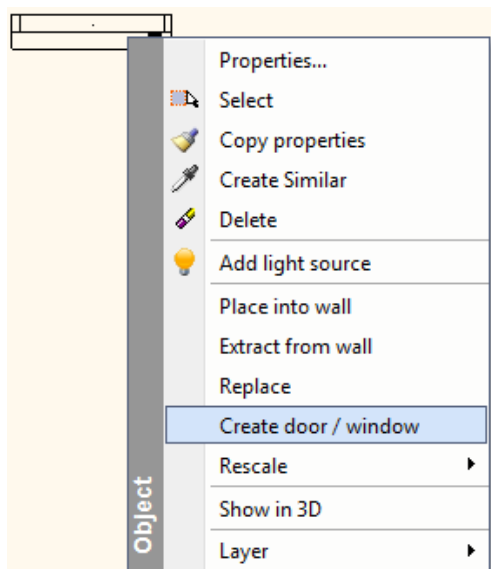 Properties...
Select
Copy properties
Create Similar
Delete
Add light source
Place into wall
Extract from wall
Replace
Create door / window
Rescale
Show in 3D
Layer
Object